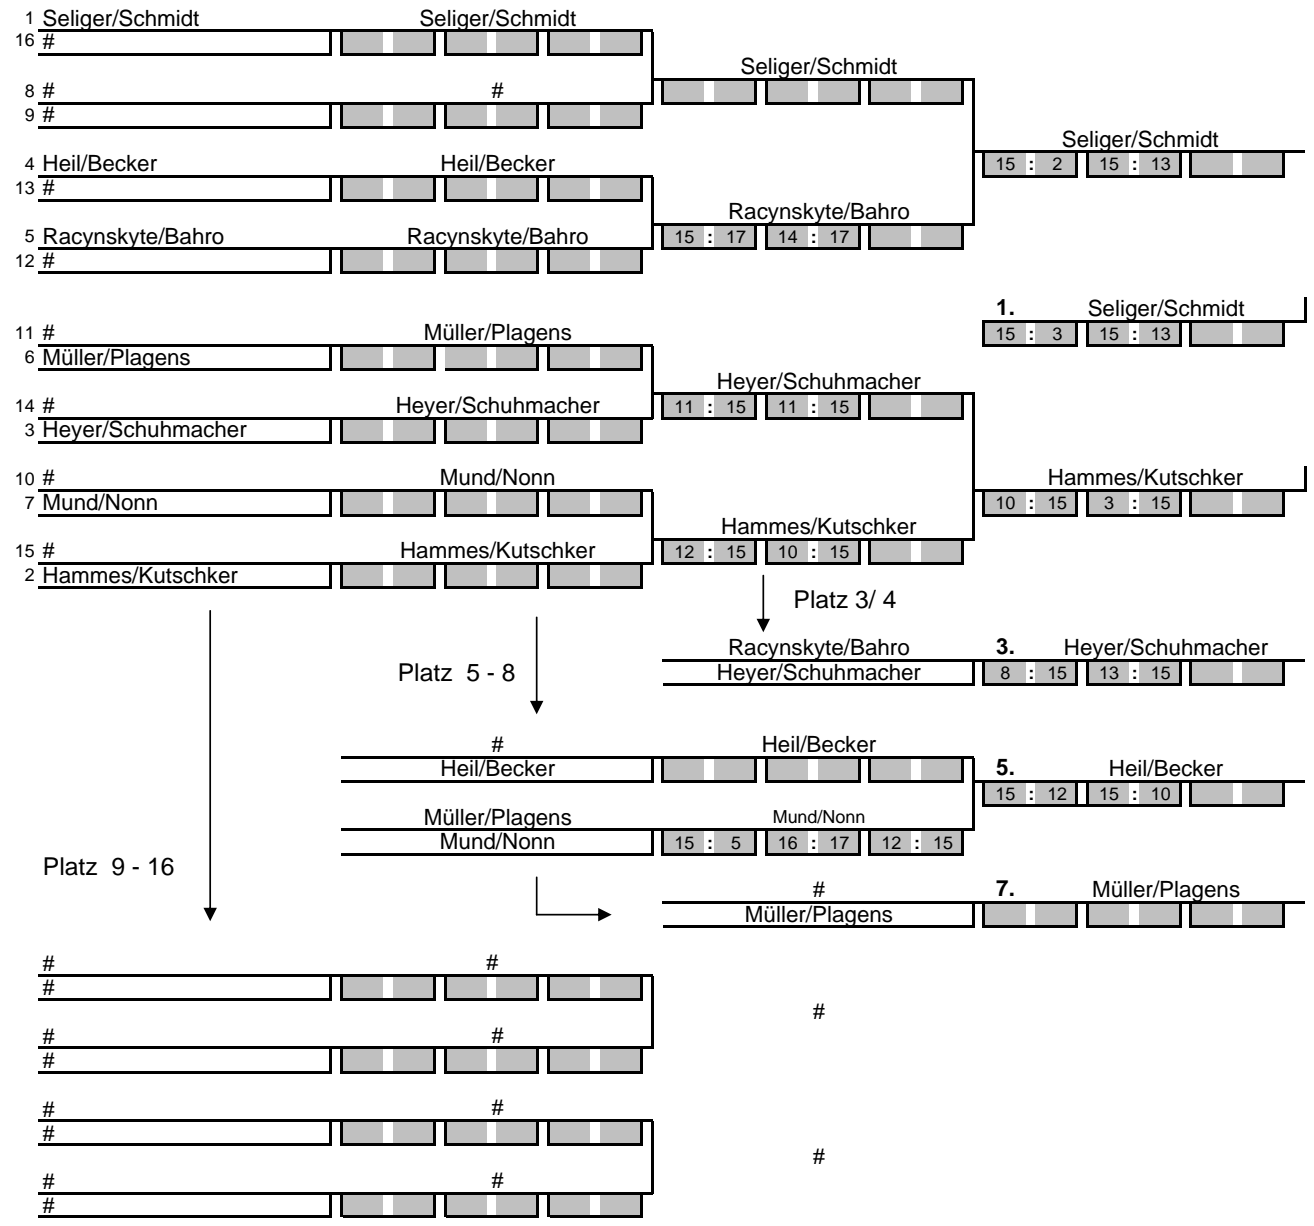 1 Seliger/Schmidt Seliger/Schmidt
16 #
Seliger/Schmidt
8 # #
9 #
Seliger/Schmidt
15 : 2 15 : 13
4 Heil/Becker Heil/Becker
13 #
Racynskyte/Bahro
5 Racynskyte/Bahro Racynskyte/Bahro 15 : 17 14 : 17
12 #
1. Seliger/Schmidt
11 # Müller/Plagens 15 : 3 15 : 13
6 Müller/Plagens
Heyer/Schuhmacher
14 # Heyer/Schuhmacher 11 : 15 11 : 15
3 Heyer/Schuhmacher
10 # Mund/Nonn Hammes/Kutschker
7 Mund/Nonn 10 : 15 3 : 15
Hammes/Kutschker
15 # Hammes/Kutschker 12 : 15 10 : 15
2 Hammes/Kutschker
Platz 3/ 4
Racynskyte/Bahro 3. Heyer/Schuhmacher
Platz 5 - 8 Heyer/Schuhmacher 8 : 15 13 : 15
# Heil/Becker
Heil/Becker 5. Heil/Becker
15 : 12 15 : 10
Müller/Plagens Mund/Nonn
Mund/Nonn 15 : 5 16 : 17 12 : 15
Platz 9 - 16
# 7. Müller/Plagens
Müller/Plagens
# #
#
#
# #
#
# #
#
#
# #
#